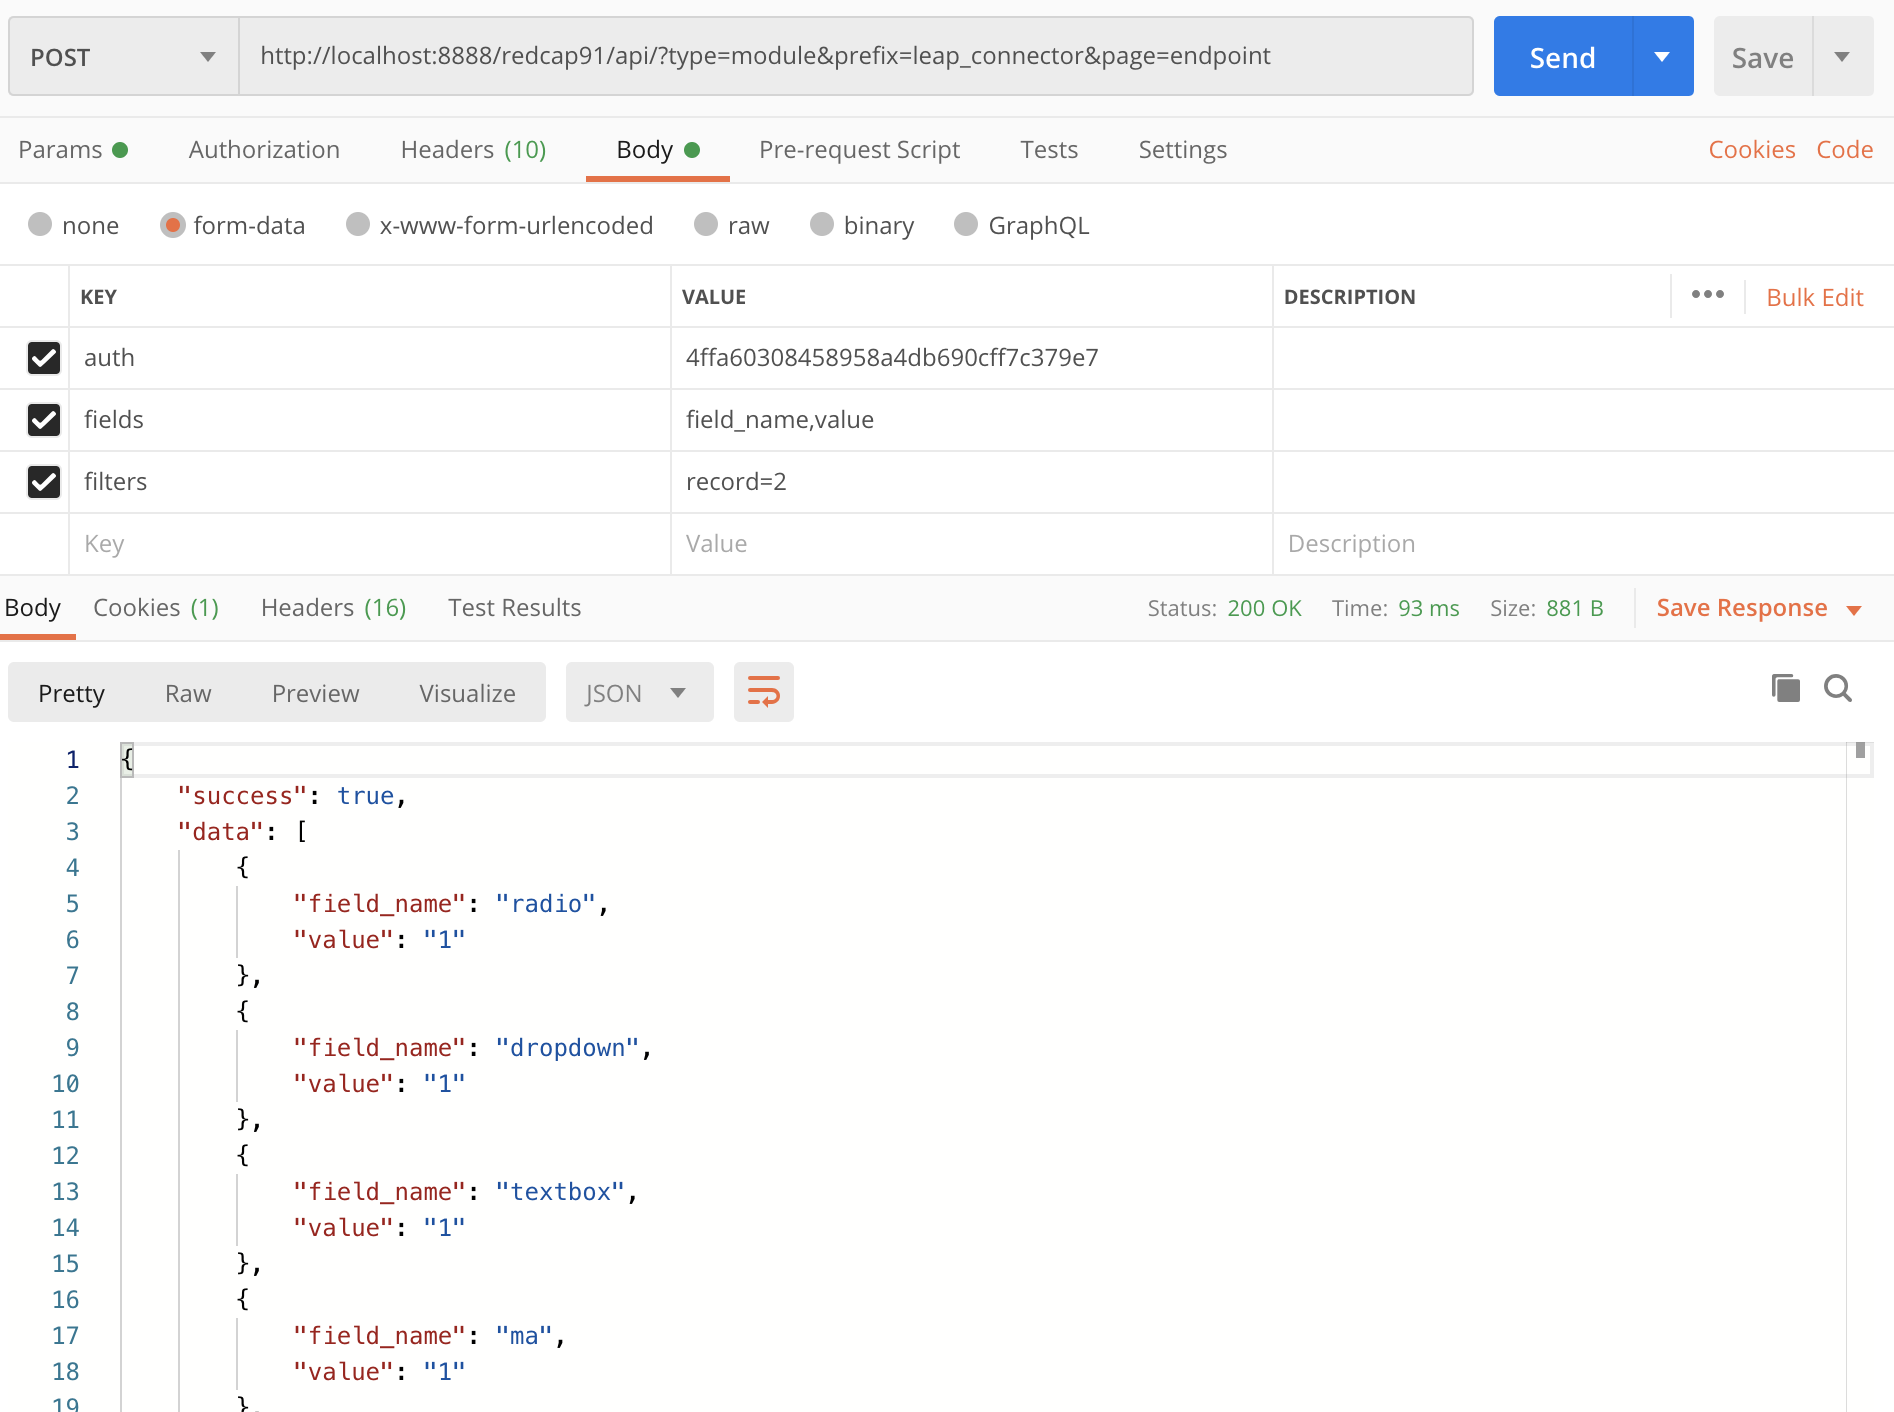 POST http://localhost:8888/redcap91/api/?type=module&prefix=leap_connector&page=endpoint Send Save
Params Authorization Headers (10) Body Pre-request Script Tests Settings Cookies Code
none form-data x-www-form-urlencoded raw binary GraphQL
KEY VALUE DESCRIPTION ••• Bulk Edit
auth 4ffa60308458958a4db690cff7c379e7
fields field_name,value
filters record=2
Key Value Description
Body Cookies (1) Headers (16) Test Results Status: 200 OK Time: 93 ms Size: 881 B Save Response
Pretty Raw Preview Visualize JSON
1 {
2 "success": true,
3 "data": [
4 {
5 "field_name": "radio",
6 "value": "1"
7 },
8 {
9 "field_name": "dropdown",
10 "value": "1"
11 },
12 {
13 "field_name": "textbox",
14 "value": "1"
15 },
16 {
17 "field_name": "ma",
18 "value": "1"
19 },